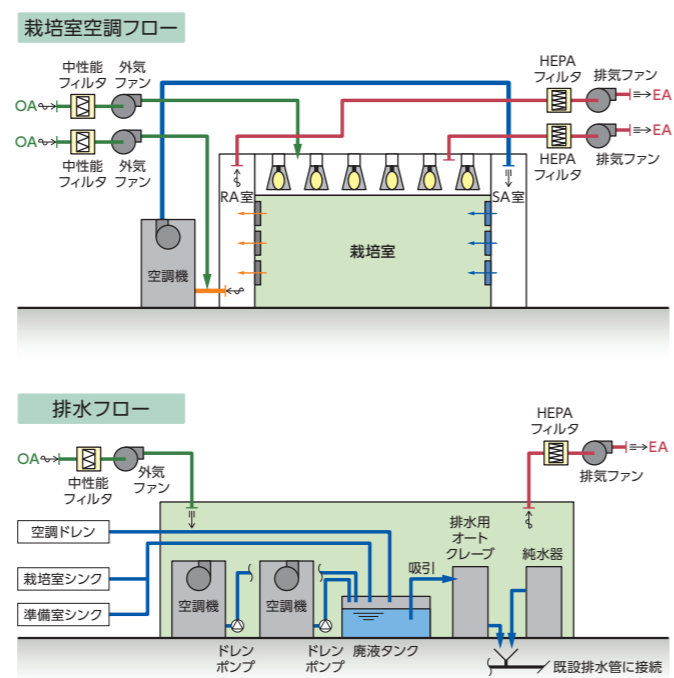 栽培室空調フロー
中性能
フィルタ
外気
ファン
OA
OA
中性能
フィルタ
外気
ファン
HEPA
フィルタ
排気ファン
EA
EA
HEPA
フィルタ
排気ファン
RA室
SA室
栽培室
空調機
排水フロー
OA
中性能
フィルタ
外気
ファン
HEPA
フィルタ
EA
排気ファン
空調ドレン
栽培室シンク
準備室シンク
空調機
空調機
吸引
排水用
オート
クレーブ
純水器
ドレン
ポンプ
ドレン
ポンプ
廃液タンク
既設排水管に接続